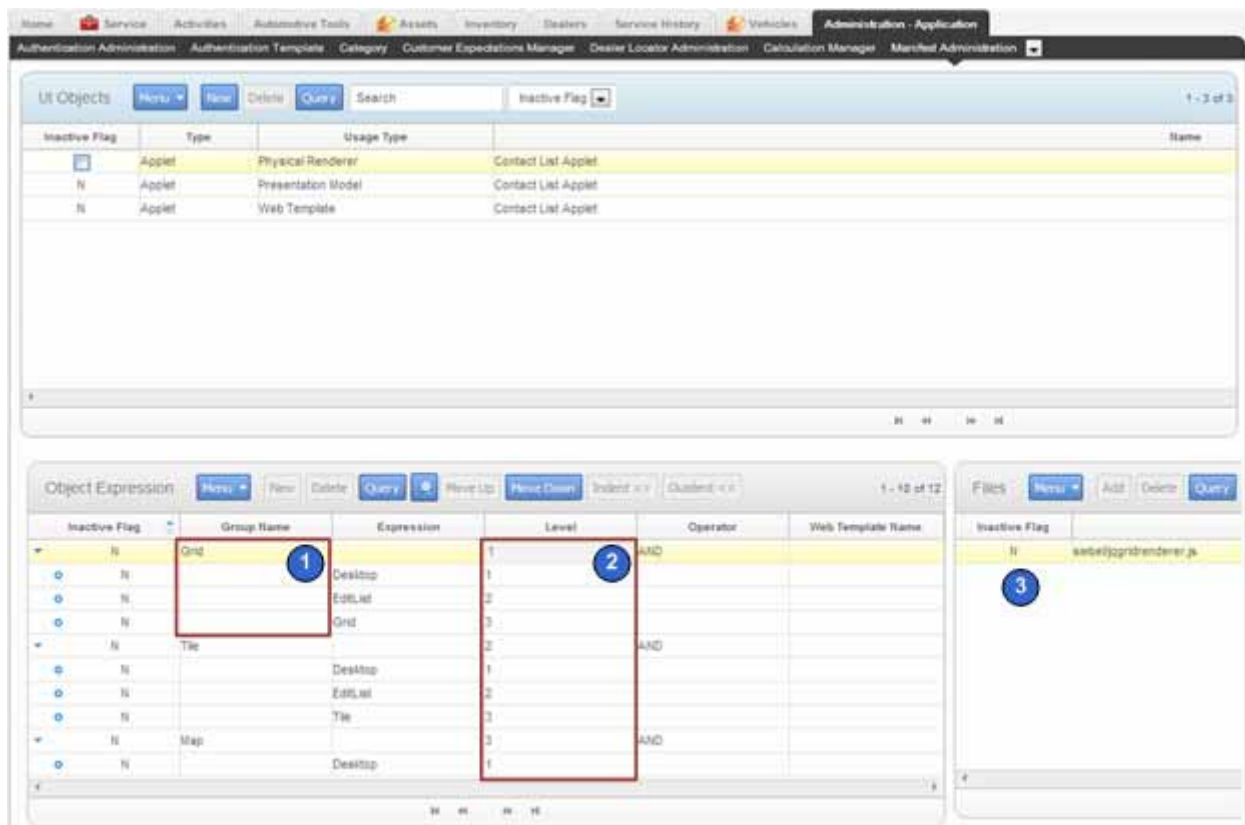 Home Service Activities Automotive Tools Assets Inventory Dealers Service History Vehicles Administration - Application
Authentication Administration Authentication Template Category Customer Expectations Manager Dealer Locator Administration Calculation Manager Manifest Administration
UI Objects Menu New Delete Query Search Inactive Flag 1 - 3 of 3
Inactive Flag Type Usage Type Name
Applet Physical Renderer Contact List Applet
N Applet Presentation Model Contact List Applet
N Applet Web Template Contact List Applet
Object Expression Menu New Delete Query Move Up Move Down Indent >> Outdent << 1 - 10 of 12
Inactive Flag Group Name Expression Level Operator Web Template Name
N Grid 1 AND
N Desktop 1
N EditList 2
N Grid 3
N Tile 2 AND
N Desktop 1
N EditList 2
N Tile 3
N Map 3 AND
N Desktop 1
1
2
Files Menu Add Delete Query
Inactive Flag
N siebel/jqgridrenderer.js
3